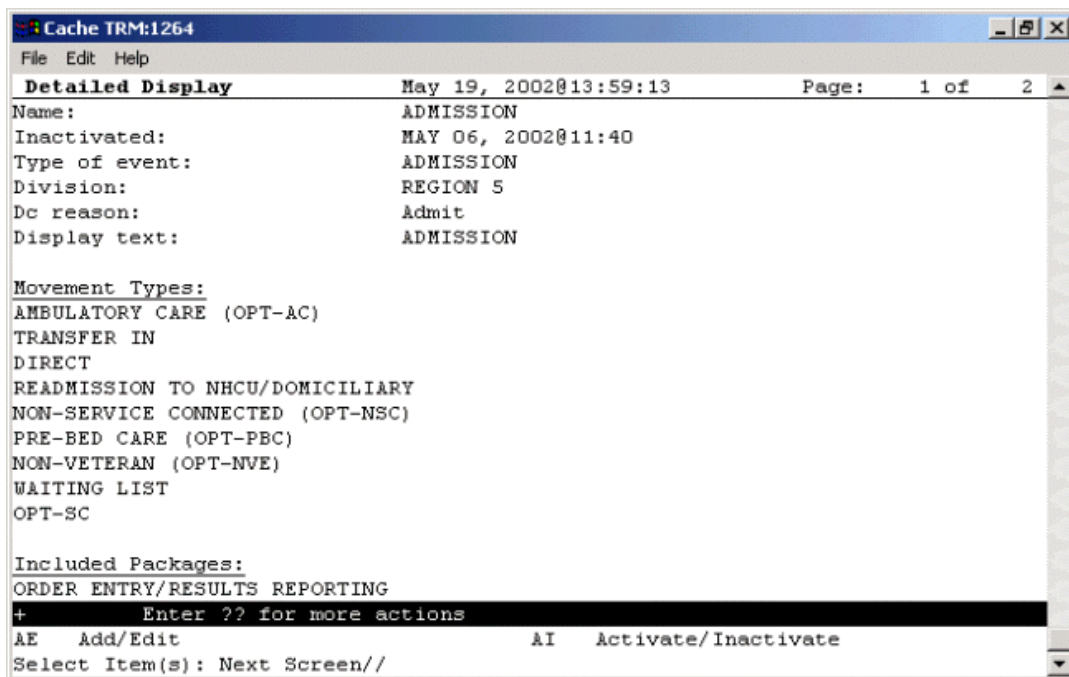 Cache TRM:1264
File Edit Help
Detailed Display May 19, 2002@13:59:13 Page: 1 of 2
Name: ADMISSION
Inactivated: MAY 06, 2002@11:40
Type of event: ADMISSION
Division: REGION 5
Dc reason: Admit
Display text: ADMISSION
Movement Types:
AMBULATORY CARE (OPT-AC)
TRANSFER IN
DIRECT
READMISSION TO NHCU/DOMICILIARY
NON-SERVICE CONNECTED (OPT-NSC)
PRE-BED CARE (OPT-PBC)
NON-VETERAN (OPT-NVE)
WAITING LIST
OPT-SC
Included Packages:
ORDER ENTRY/RESULTS REPORTING
+ Enter ?? for more actions
AE Add/Edit AI Activate/Inactivate
Select Item(s): Next Screen//